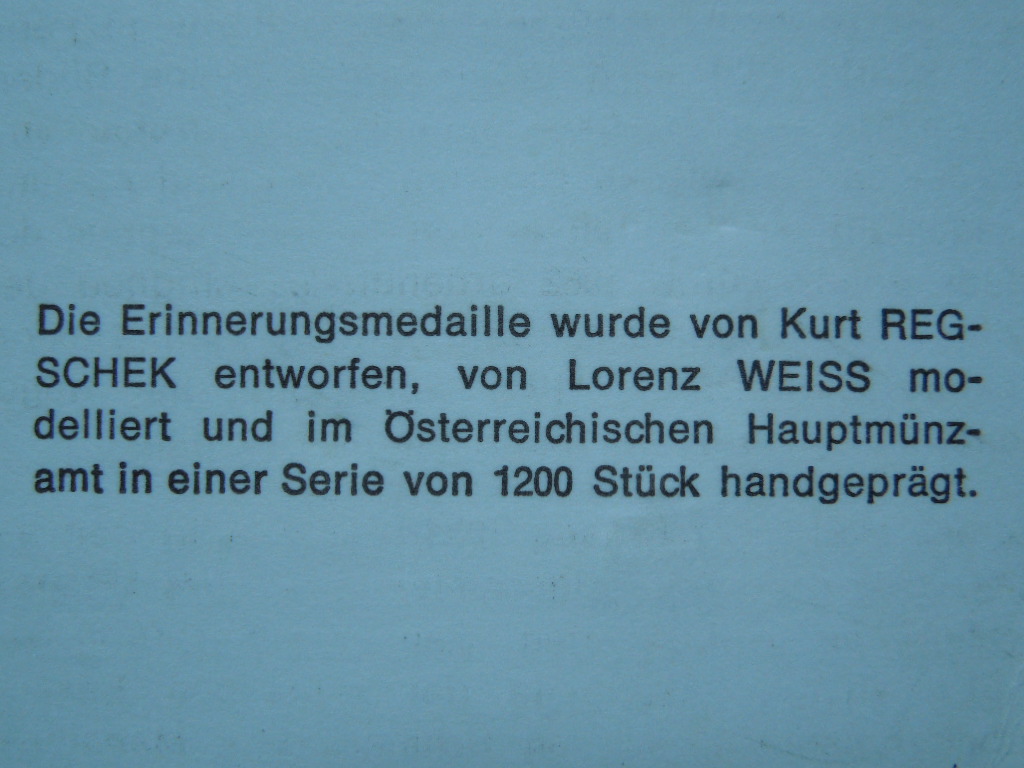 Die Erinnerungsmedaille wurde von Kurt REG-
SCHEK entworfen, von Lorenz WEISS mo-
delliert und im Österreichischen Hauptmünz-
amt in einer Serie von 1200 Stück handgeprägt.